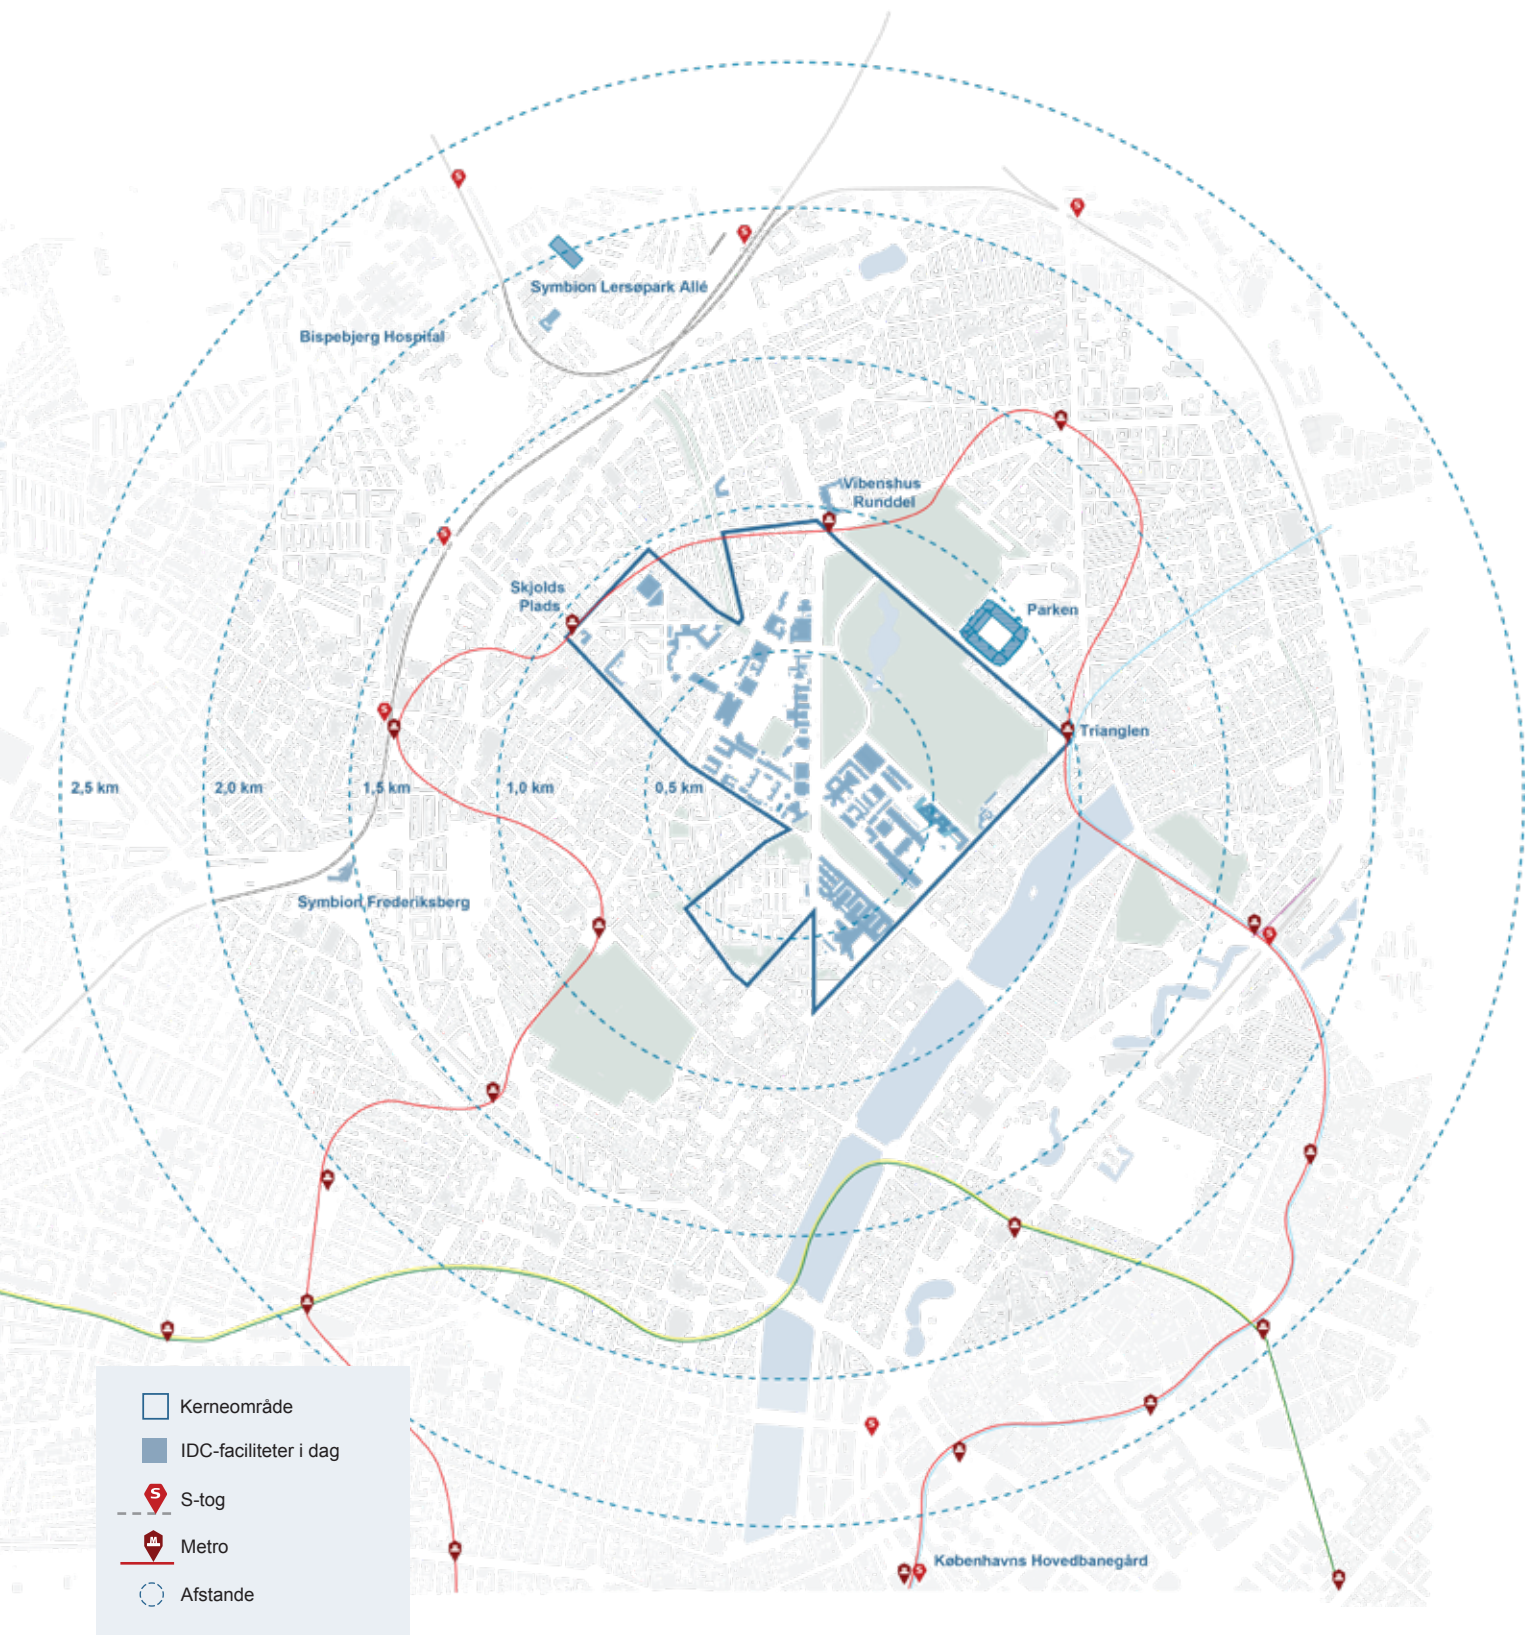 Symbion Lersøpark Allé
Bispebjerg Hospital
Vibenshus
Runddel
Skjolds
Plads
Parken
Trianglen
2,5 km
2,0 km
1,5 km
1,0 km
0,5 km
Symbion Frederiksberg
Københavns Hovedbanegård
Kerneområde
IDC-faciliteter i dag
S
S-tog
M
Metro
Afstande